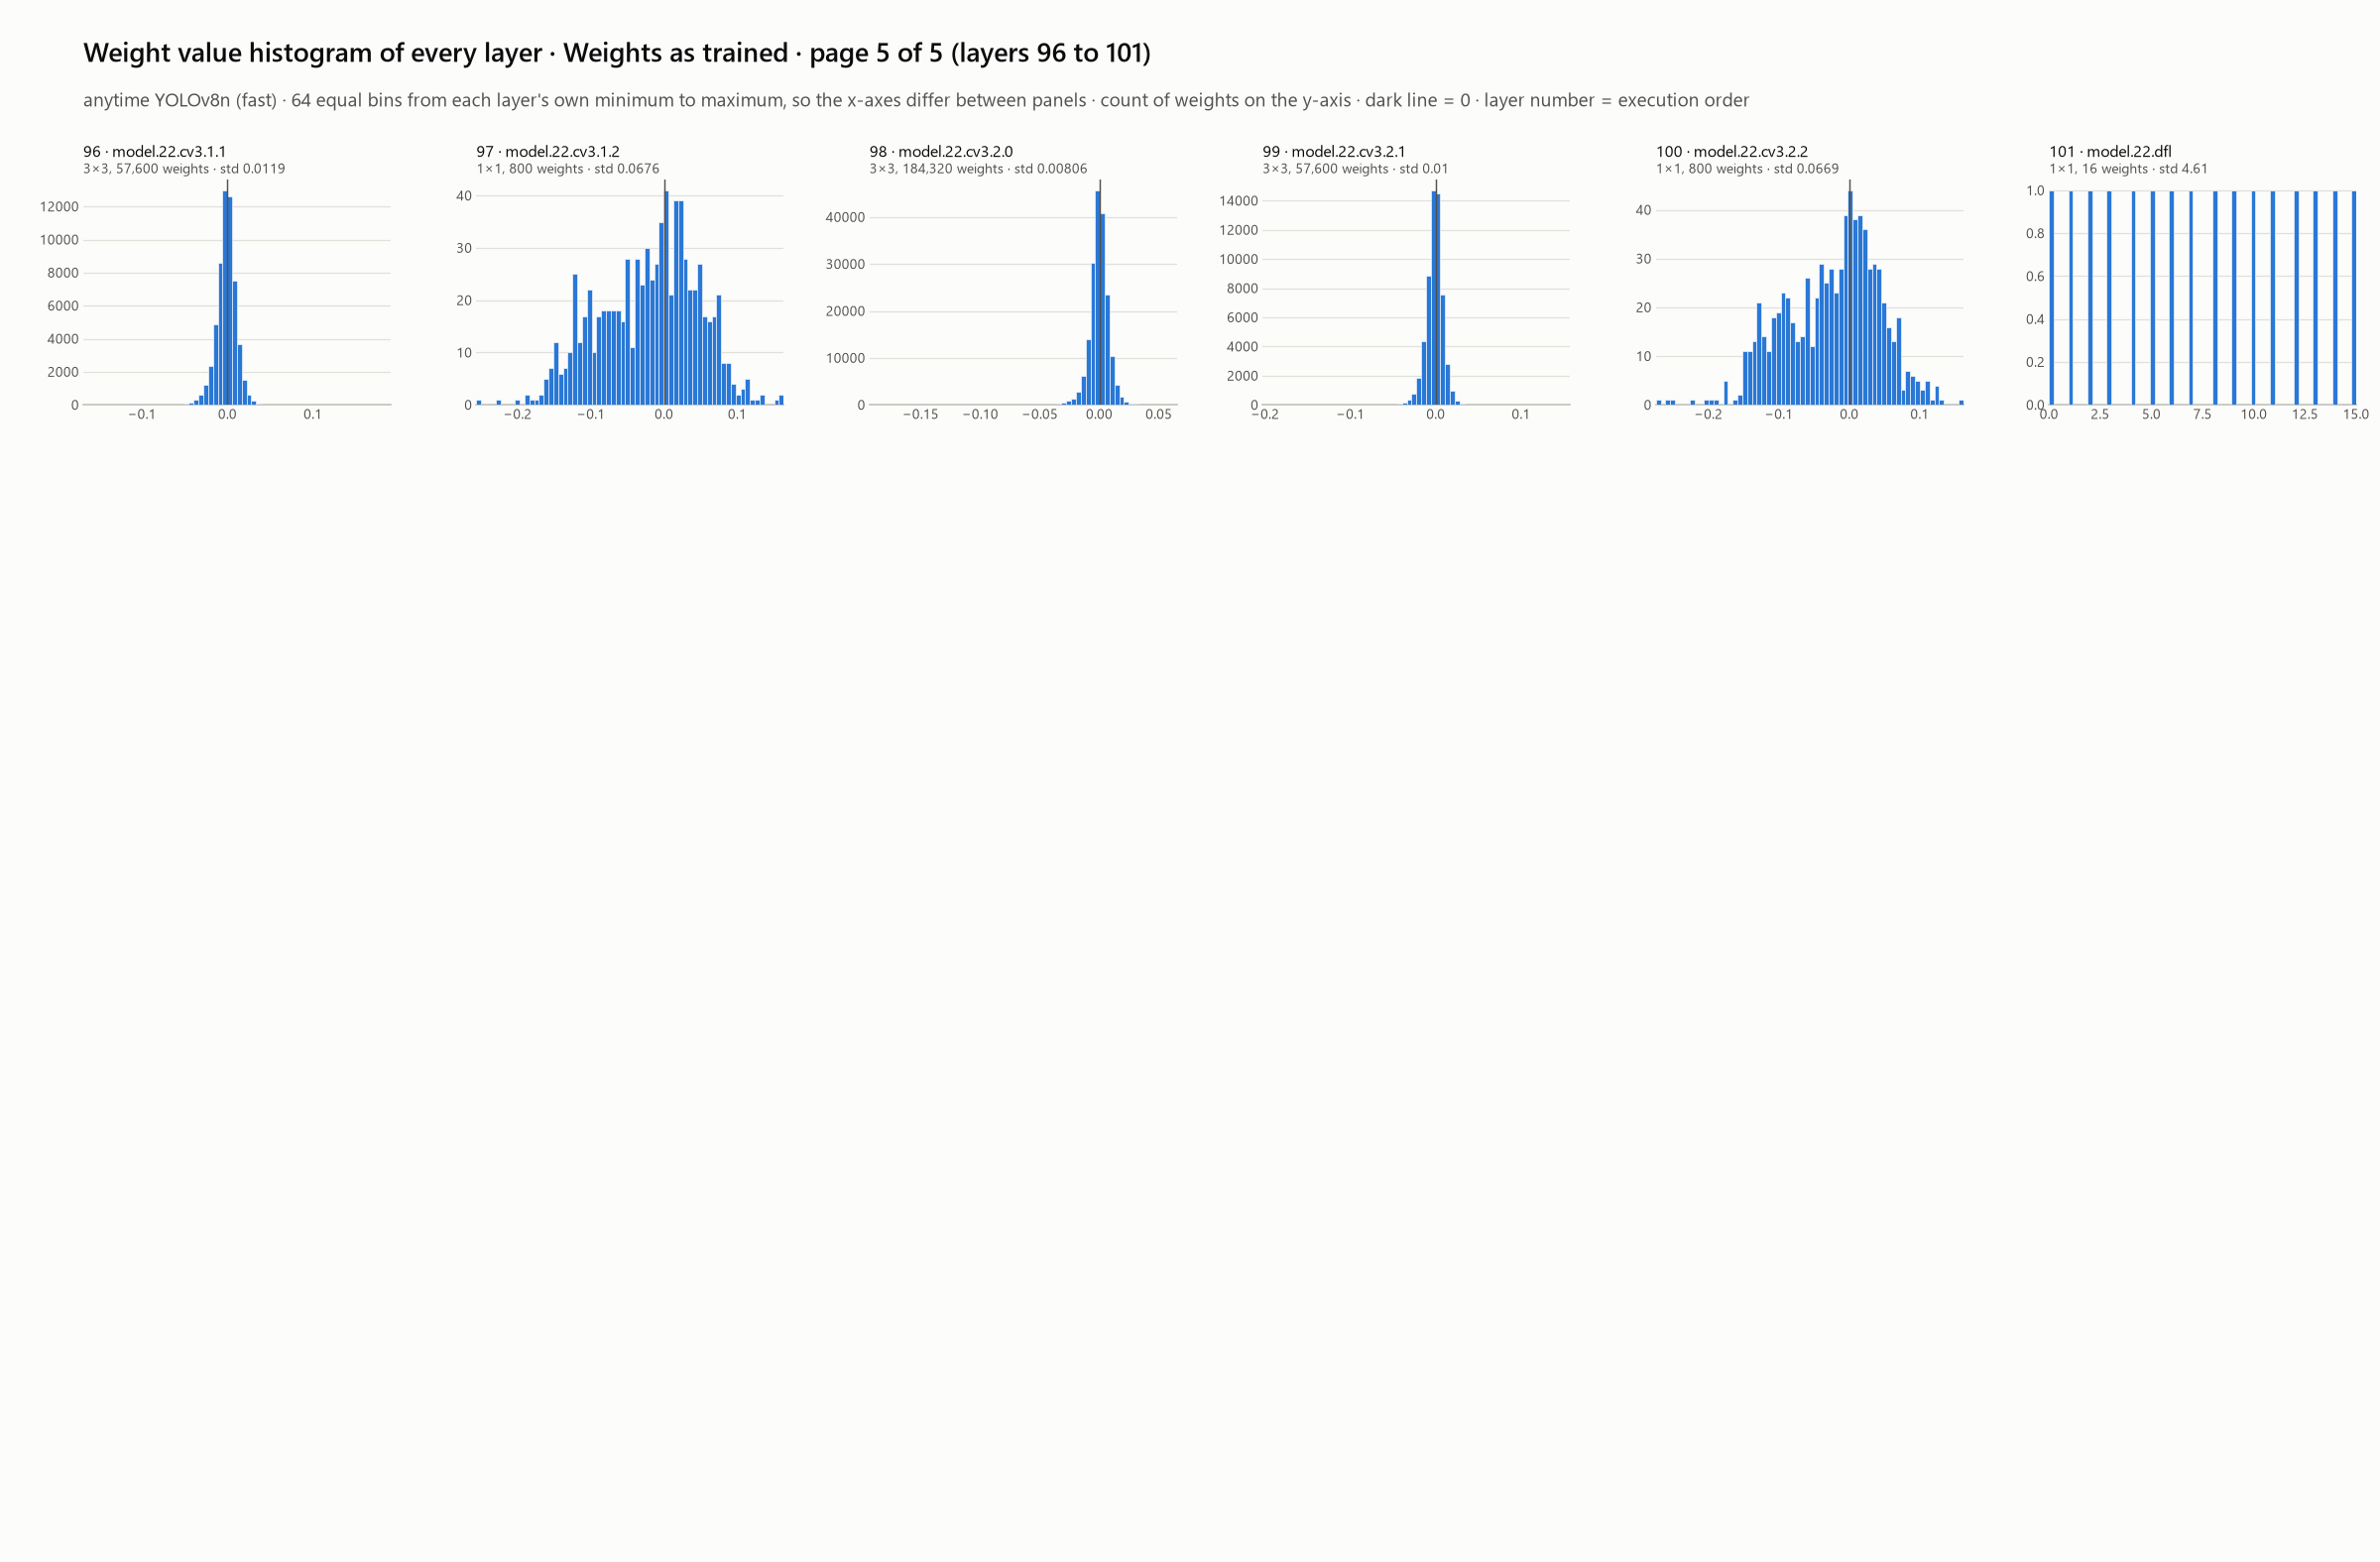 Weight value histogram of every layer · Weights as trained · page 5 of 5 (layers 96 to 101)
anytime YOLOv8n (fast) · 64 equal bins from each layer's own minimum to maximum, so the x-axes differ between panels · count of weights on the y-axis · dark line = 0 · layer number = execution order
96 · model.22.cv3.1.1
3×3, 57,600 weights · std 0.0119
12000
10000
8000
6000
4000
2000
0
−0.1 0.0 0.1
97 · model.22.cv3.1.2
1×1, 800 weights · std 0.0676
40
30
20
10
0
−0.2 −0.1 0.0 0.1
98 · model.22.cv3.2.0
3×3, 184,320 weights · std 0.00806
40000
30000
20000
10000
0
−0.15 −0.10 −0.05 0.00 0.05
99 · model.22.cv3.2.1
3×3, 57,600 weights · std 0.01
14000
12000
10000
8000
6000
4000
2000
0
−0.2 −0.1 0.0 0.1
100 · model.22.cv3.2.2
1×1, 800 weights · std 0.0669
40
30
20
10
0
−0.2 −0.1 0.0 0.1
101 · model.22.dfl
1×1, 16 weights · std 4.61
1.0
0.8
0.6
0.4
0.2
0.0
0.0 2.5 5.0 7.5 10.0 12.5 15.0